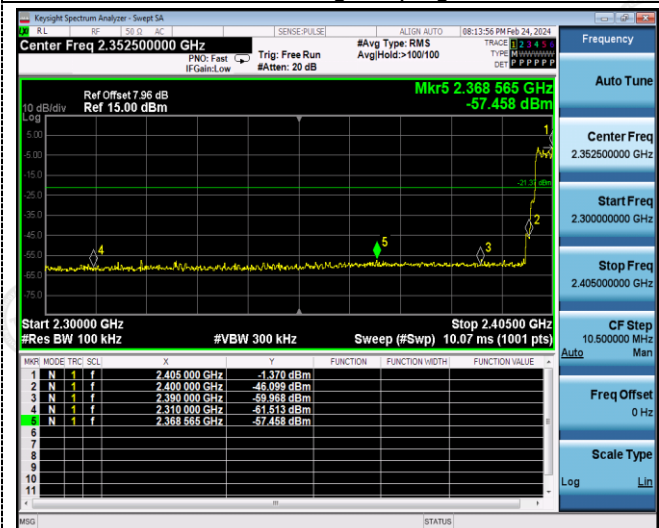 Keysight Spectrum Analyzer - Swept SA
RL RF 50 Ω AC SENSE:PULSE ALIGN AUTO 08:13:56 PM Feb 24, 2024
Center Freq 2.352500000 GHz
PNO: Fast
IFGain:Low
Trig: Free Run
#Atten: 20 dB
#Avg Type: RMS
Avg|Hold:>100/100
TRACE 1 2 3 4 5 6
TYPE M W W W W W
DET P P P P P P
Mkr5 2.368 565 GHz
-57.458 dBm
Ref Offset 7.96 dB
10 dB/div Ref 15.00 dBm
Log
5.00
-5.00
-15.0
-25.0
-35.0
-45.0
-55.0
-65.0
-75.0
1
2
3
4
5
Start 2.30000 GHz Stop 2.40500 GHz
#Res BW 100 kHz #VBW 300 kHz Sweep (#Swp) 10.07 ms (1001 pts)
MKR MODE TRC SCL X Y FUNCTION FUNCTION WIDTH FUNCTION VALUE
1 N 1 f 2.405 000 GHz -1.370 dBm
2 N 1 f 2.400 000 GHz -46.099 dBm
3 N 1 f 2.390 000 GHz -59.968 dBm
4 N 1 f 2.310 000 GHz -61.513 dBm
5 N 1 f 2.368 565 GHz -57.458 dBm
6
7
8
9
10
11
MSG STATUS
Frequency
Auto Tune
Center Freq
2.352500000 GHz
Start Freq
2.300000000 GHz
Stop Freq
2.405000000 GHz
CF Step
10.500000 MHz
Auto Man
Freq Offset
0 Hz
Scale Type
Log Lin